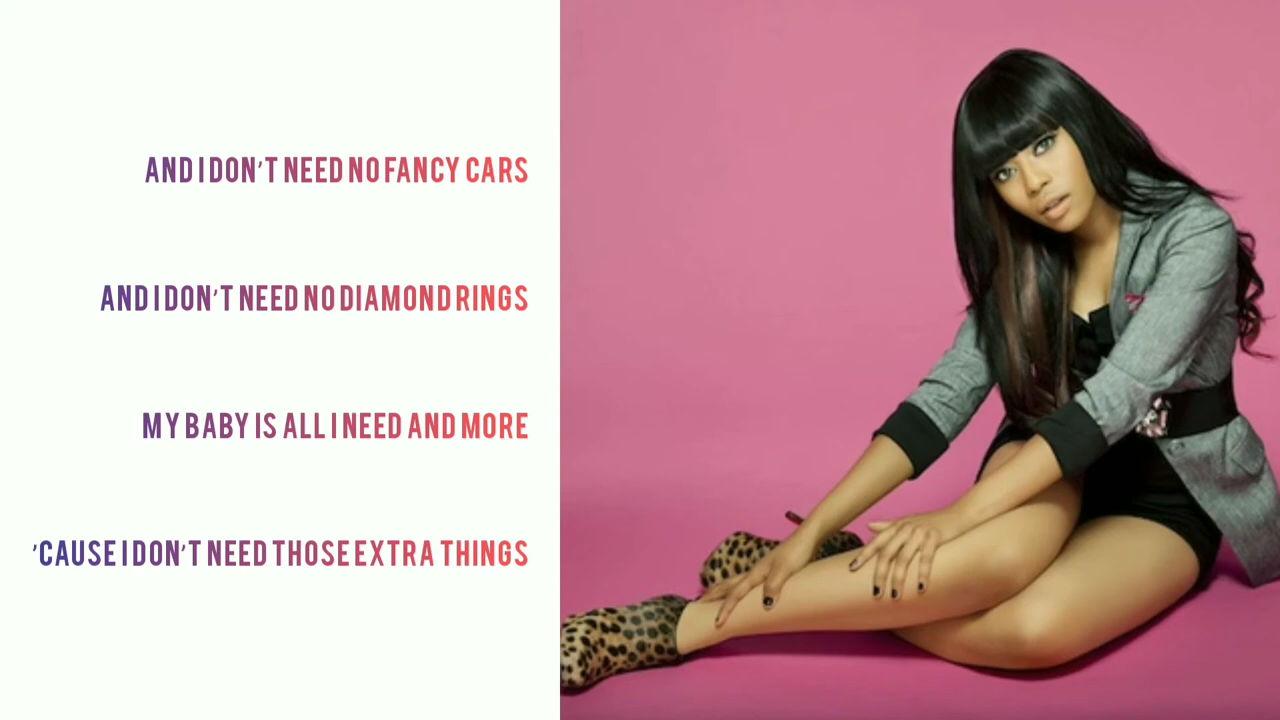 AND I DON'T NEED NO FANCY CARS
AND I DON'T NEED NO DIAMOND RINGS
MY BABY IS ALL I NEED AND MORE
'CAUSE I DON'T NEED THOSE EXTRA THINGS